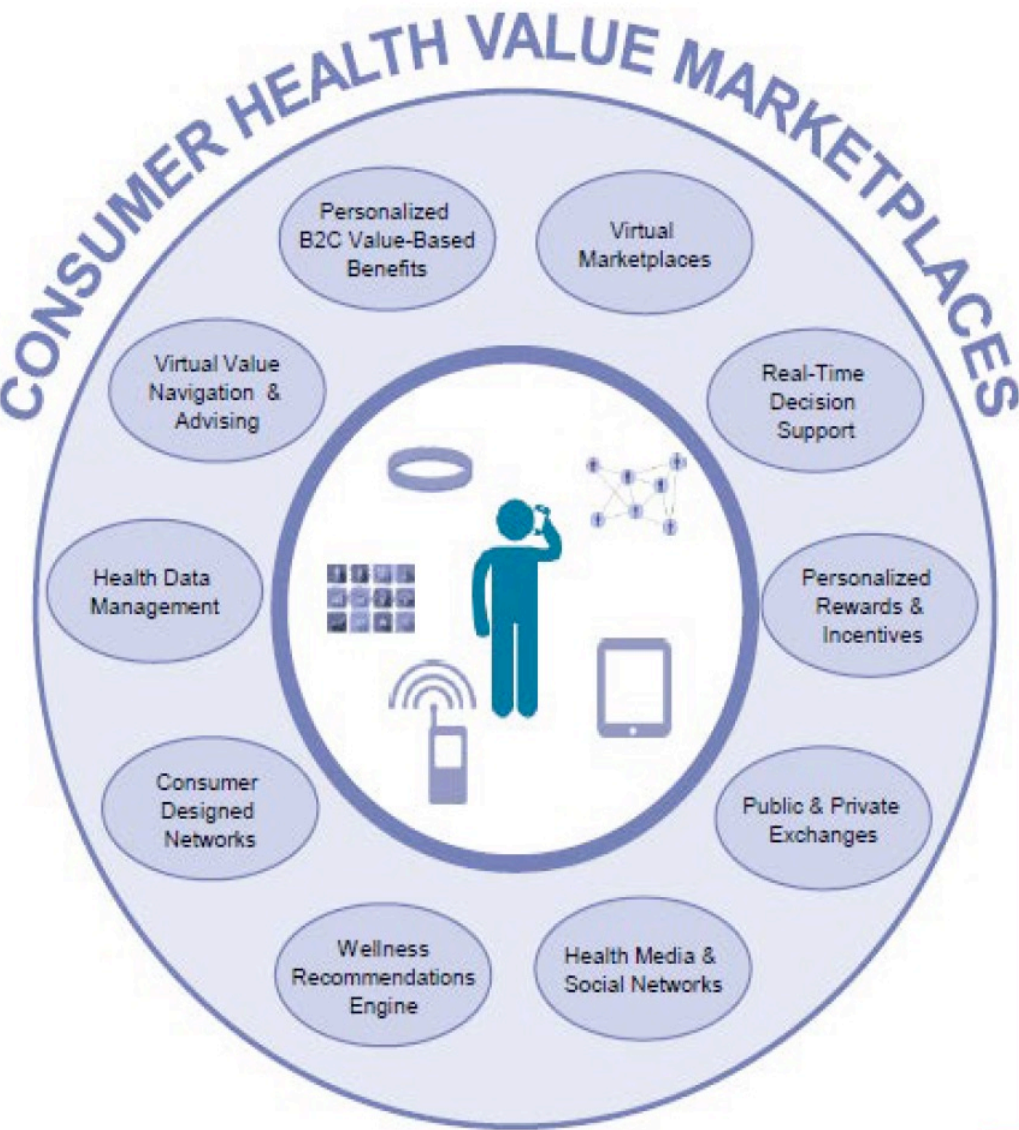 CONSUMER HEALTH VALUE MARKETPLACES
Personalized
B2C Value-Based
Benefits
Virtual
Marketplaces
Real-Time
Decision
Support
Personalized
Rewards &
Incentives
Public & Private
Exchanges
Health Media &
Social Networks
Wellness
Recommendations
Engine
Consumer
Designed
Networks
Health Data
Management
Virtual Value
Navigation &
Advising